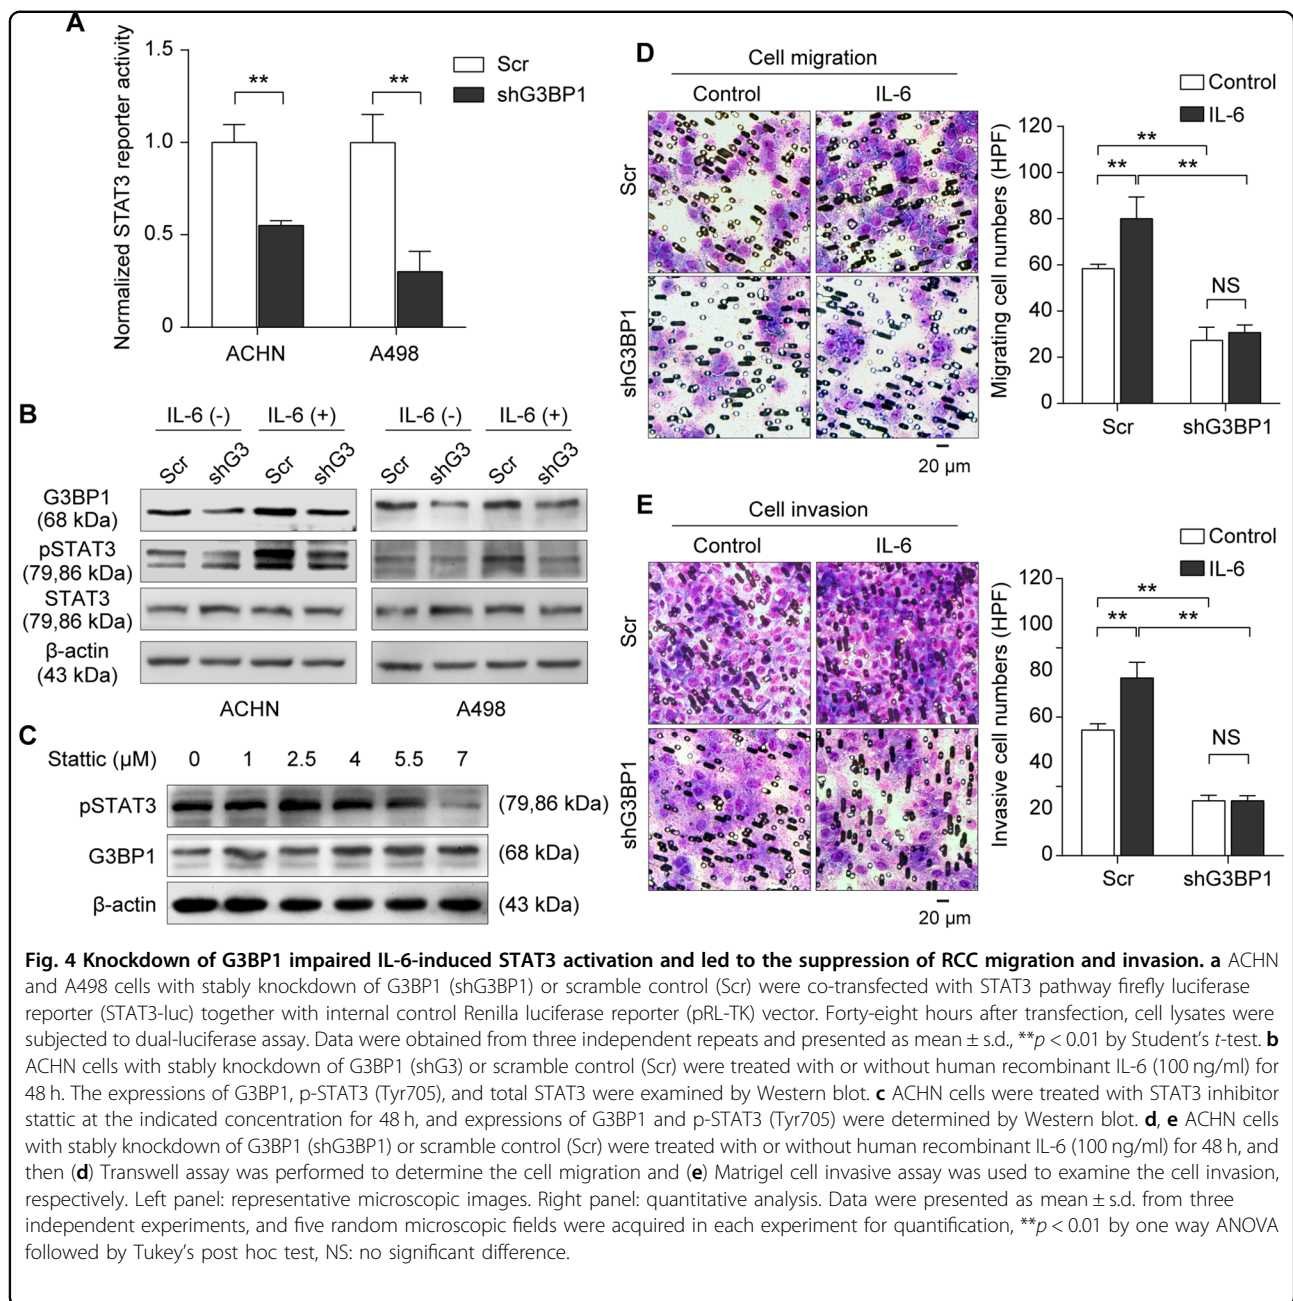 A
1.5
1.0
0.5
0
Normalized STAT3 reporter activity
**
**
Scr
shG3BP1
ACHN
A498
B
IL-6 (-)
IL-6 (+)
IL-6 (-)
IL-6 (+)
Scr
shG3
Scr
shG3
Scr
shG3
Scr
shG3
G3BP1
(68 kDa)
pSTAT3
(79,86 kDa)
STAT3
(79,86 kDa)
β-actin
(43 kDa)
ACHN
A498
C
Stattic (μM)
0
1
2.5
4
5.5
7
pSTAT3
(79,86 kDa)
G3BP1
(68 kDa)
β-actin
(43 kDa)
D
Cell migration
Control
IL-6
Scr
shG3BP1
20 μm
Control
IL-6
Migrating cell numbers (HPF)
120
100
80
60
40
20
0
**
**
**
NS
Scr
shG3BP1
E
Cell invasion
Control
IL-6
Scr
shG3BP1
20 μm
Control
IL-6
Invasive cell numbers (HPF)
120
100
80
60
40
20
0
**
**
**
NS
Scr
shG3BP1
Fig. 4 Knockdown of G3BP1 impaired IL-6-induced STAT3 activation and led to the suppression of RCC migration and invasion. a ACHN
and A498 cells with stably knockdown of G3BP1 (shG3BP1) or scramble control (Scr) were co-transfected with STAT3 pathway firefly luciferase
reporter (STAT3-luc) together with internal control Renilla luciferase reporter (pRL-TK) vector. Forty-eight hours after transfection, cell lysates were
subjected to dual-luciferase assay. Data were obtained from three independent repeats and presented as mean ± s.d., **p < 0.01 by Student's t-test. b
ACHN cells with stably knockdown of G3BP1 (shG3) or scramble control (Scr) were treated with or without human recombinant IL-6 (100 ng/ml) for
48 h. The expressions of G3BP1, p-STAT3 (Tyr705), and total STAT3 were examined by Western blot. c ACHN cells were treated with STAT3 inhibitor
stattic at the indicated concentration for 48 h, and expressions of G3BP1 and p-STAT3 (Tyr705) were determined by Western blot. d, e ACHN cells
with stably knockdown of G3BP1 (shG3BP1) or scramble control (Scr) were treated with or without human recombinant IL-6 (100 ng/ml) for 48 h, and
then (d) Transwell assay was performed to determine the cell migration and (e) Matrigel cell invasive assay was used to examine the cell invasion,
respectively. Left panel: representative microscopic images. Right panel: quantitative analysis. Data were presented as mean ± s.d. from three
independent experiments, and five random microscopic fields were acquired in each experiment for quantification, **p < 0.01 by one way ANOVA
followed by Tukey's post hoc test, NS: no significant difference.